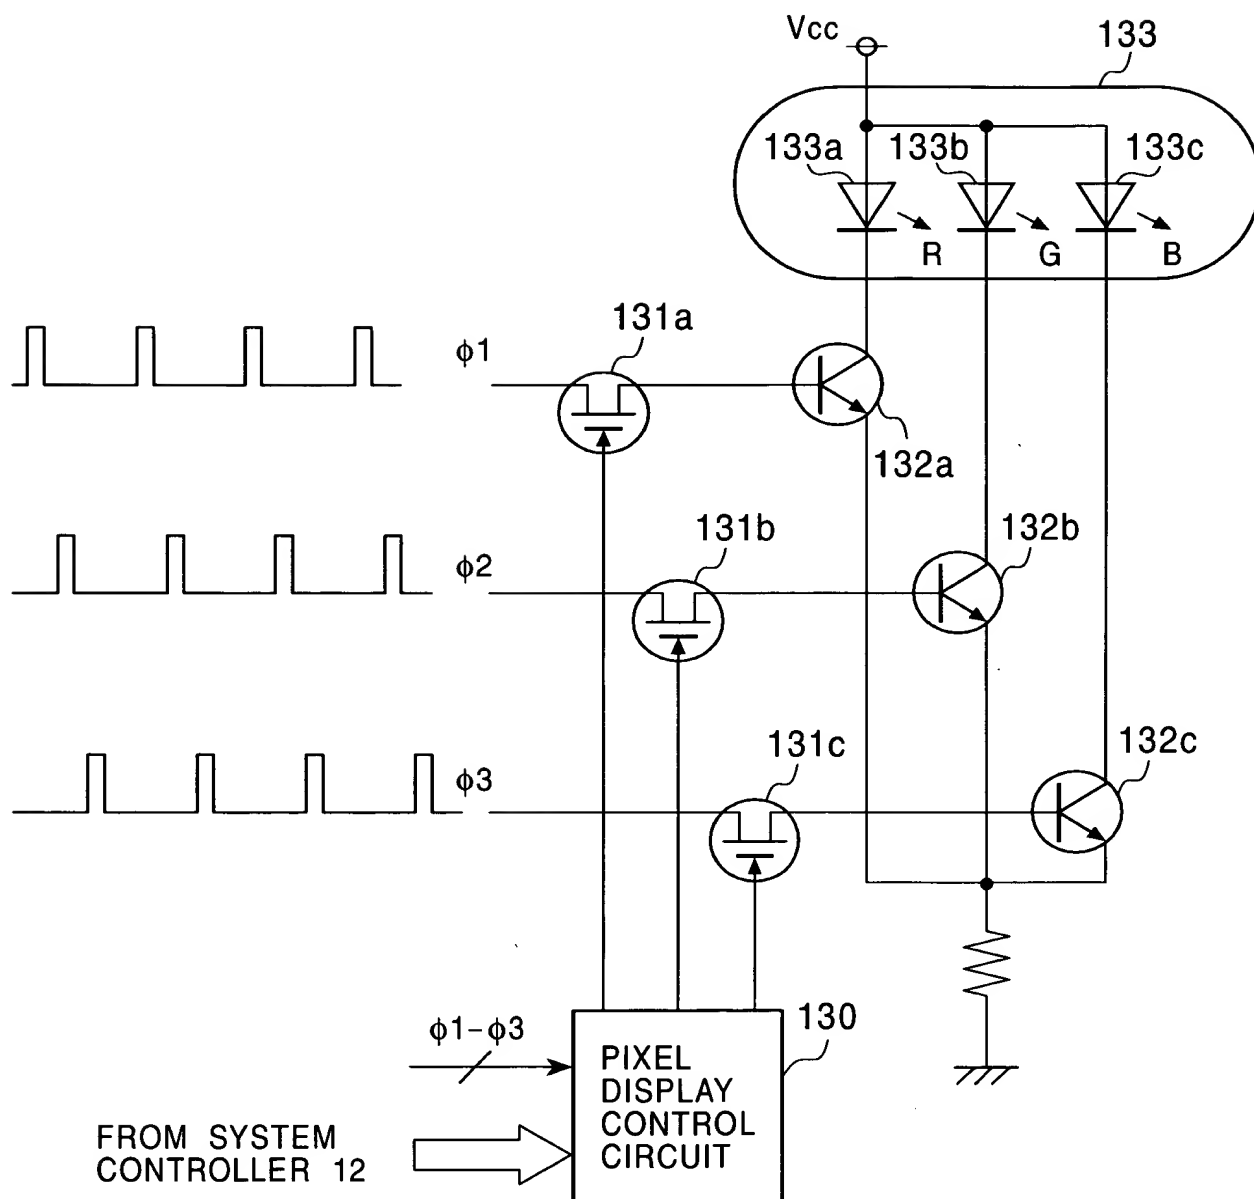 Vcc
133
133a
133b
133c
R
G
B
131a
φ1
132a
131b
132b
φ2
131c
132c
φ3
φ1-φ3
130
PIXEL
DISPLAY
CONTROL
CIRCUIT
FROM SYSTEM
CONTROLLER 12